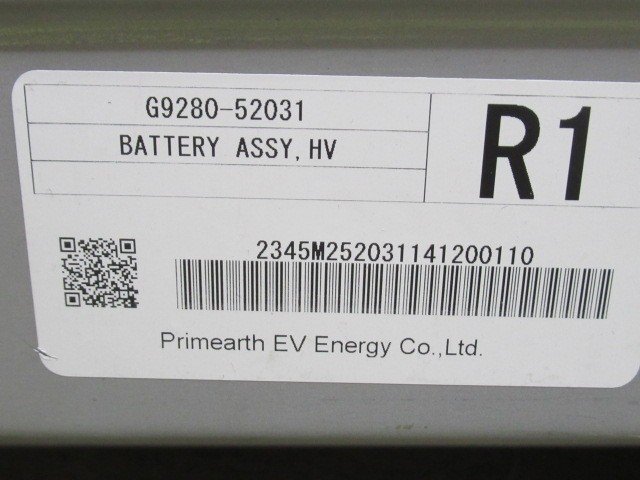 G9280-52031
BATTERY ASSY,HV
R1
2345M252031141200110
Primearth EV Energy Co.,Ltd.